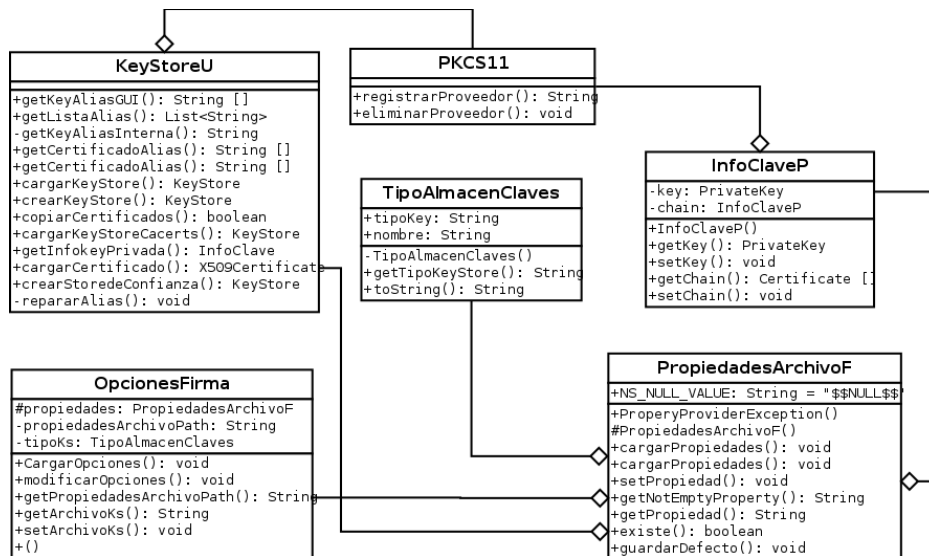 KeyStoreU
+getKeyAliasGUI(): String []
+getListaAlias(): List<String>
-getKeyAliasInterna(): String
+getCertificadoAlias(): String []
+getCertificadoAlias(): String []
+cargarKeyStore(): KeyStore
+crearKeyStore(): KeyStore
+copiarCertificados(): boolean
+cargarKeyStoreCacerts(): KeyStore
+getInfokeyPrivada(): InfoClave
+cargarCertificado(): X509Certificate
+crearStoredeConfianza(): KeyStore
-repararAlias(): void
PKCS11
+registrarProveedor(): String
+eliminarProveedor(): void
InfoClaveP
-key: PrivateKey
-chain: InfoClaveP
+InfoClaveP()
+getKey(): PrivateKey
+setKey(): void
+getChain(): Certificate []
+setChain(): void
TipoAlmacenClaves
+tipoKey: String
+nombre: String
-TipoAlmacenClaves()
+getTipoKeyStore(): String
+toString(): String
OpcionesFirma
#propiedades: PropiedadesArchivoF
-propiedadesArchivoPath: String
-tipoKs: TipoAlmacenClaves
+CargarOpciones(): void
+modificarOpciones(): void
+getPropiedadesArchivoPath(): String
+getArchivoKs(): String
+setArchivoKs(): void
+()
PropiedadesArchivoF
+NS_NULL_VALUE: String = "$$NULL$$"
+ProperyProviderException()
#PropiedadesArchivoF()
+cargarPropiedades(): void
+cargarPropiedades(): void
+setPropiedad(): void
+getNotEmptyProperty(): String
+getPropiedad(): String
+existe(): boolean
+guardarDefecto(): void